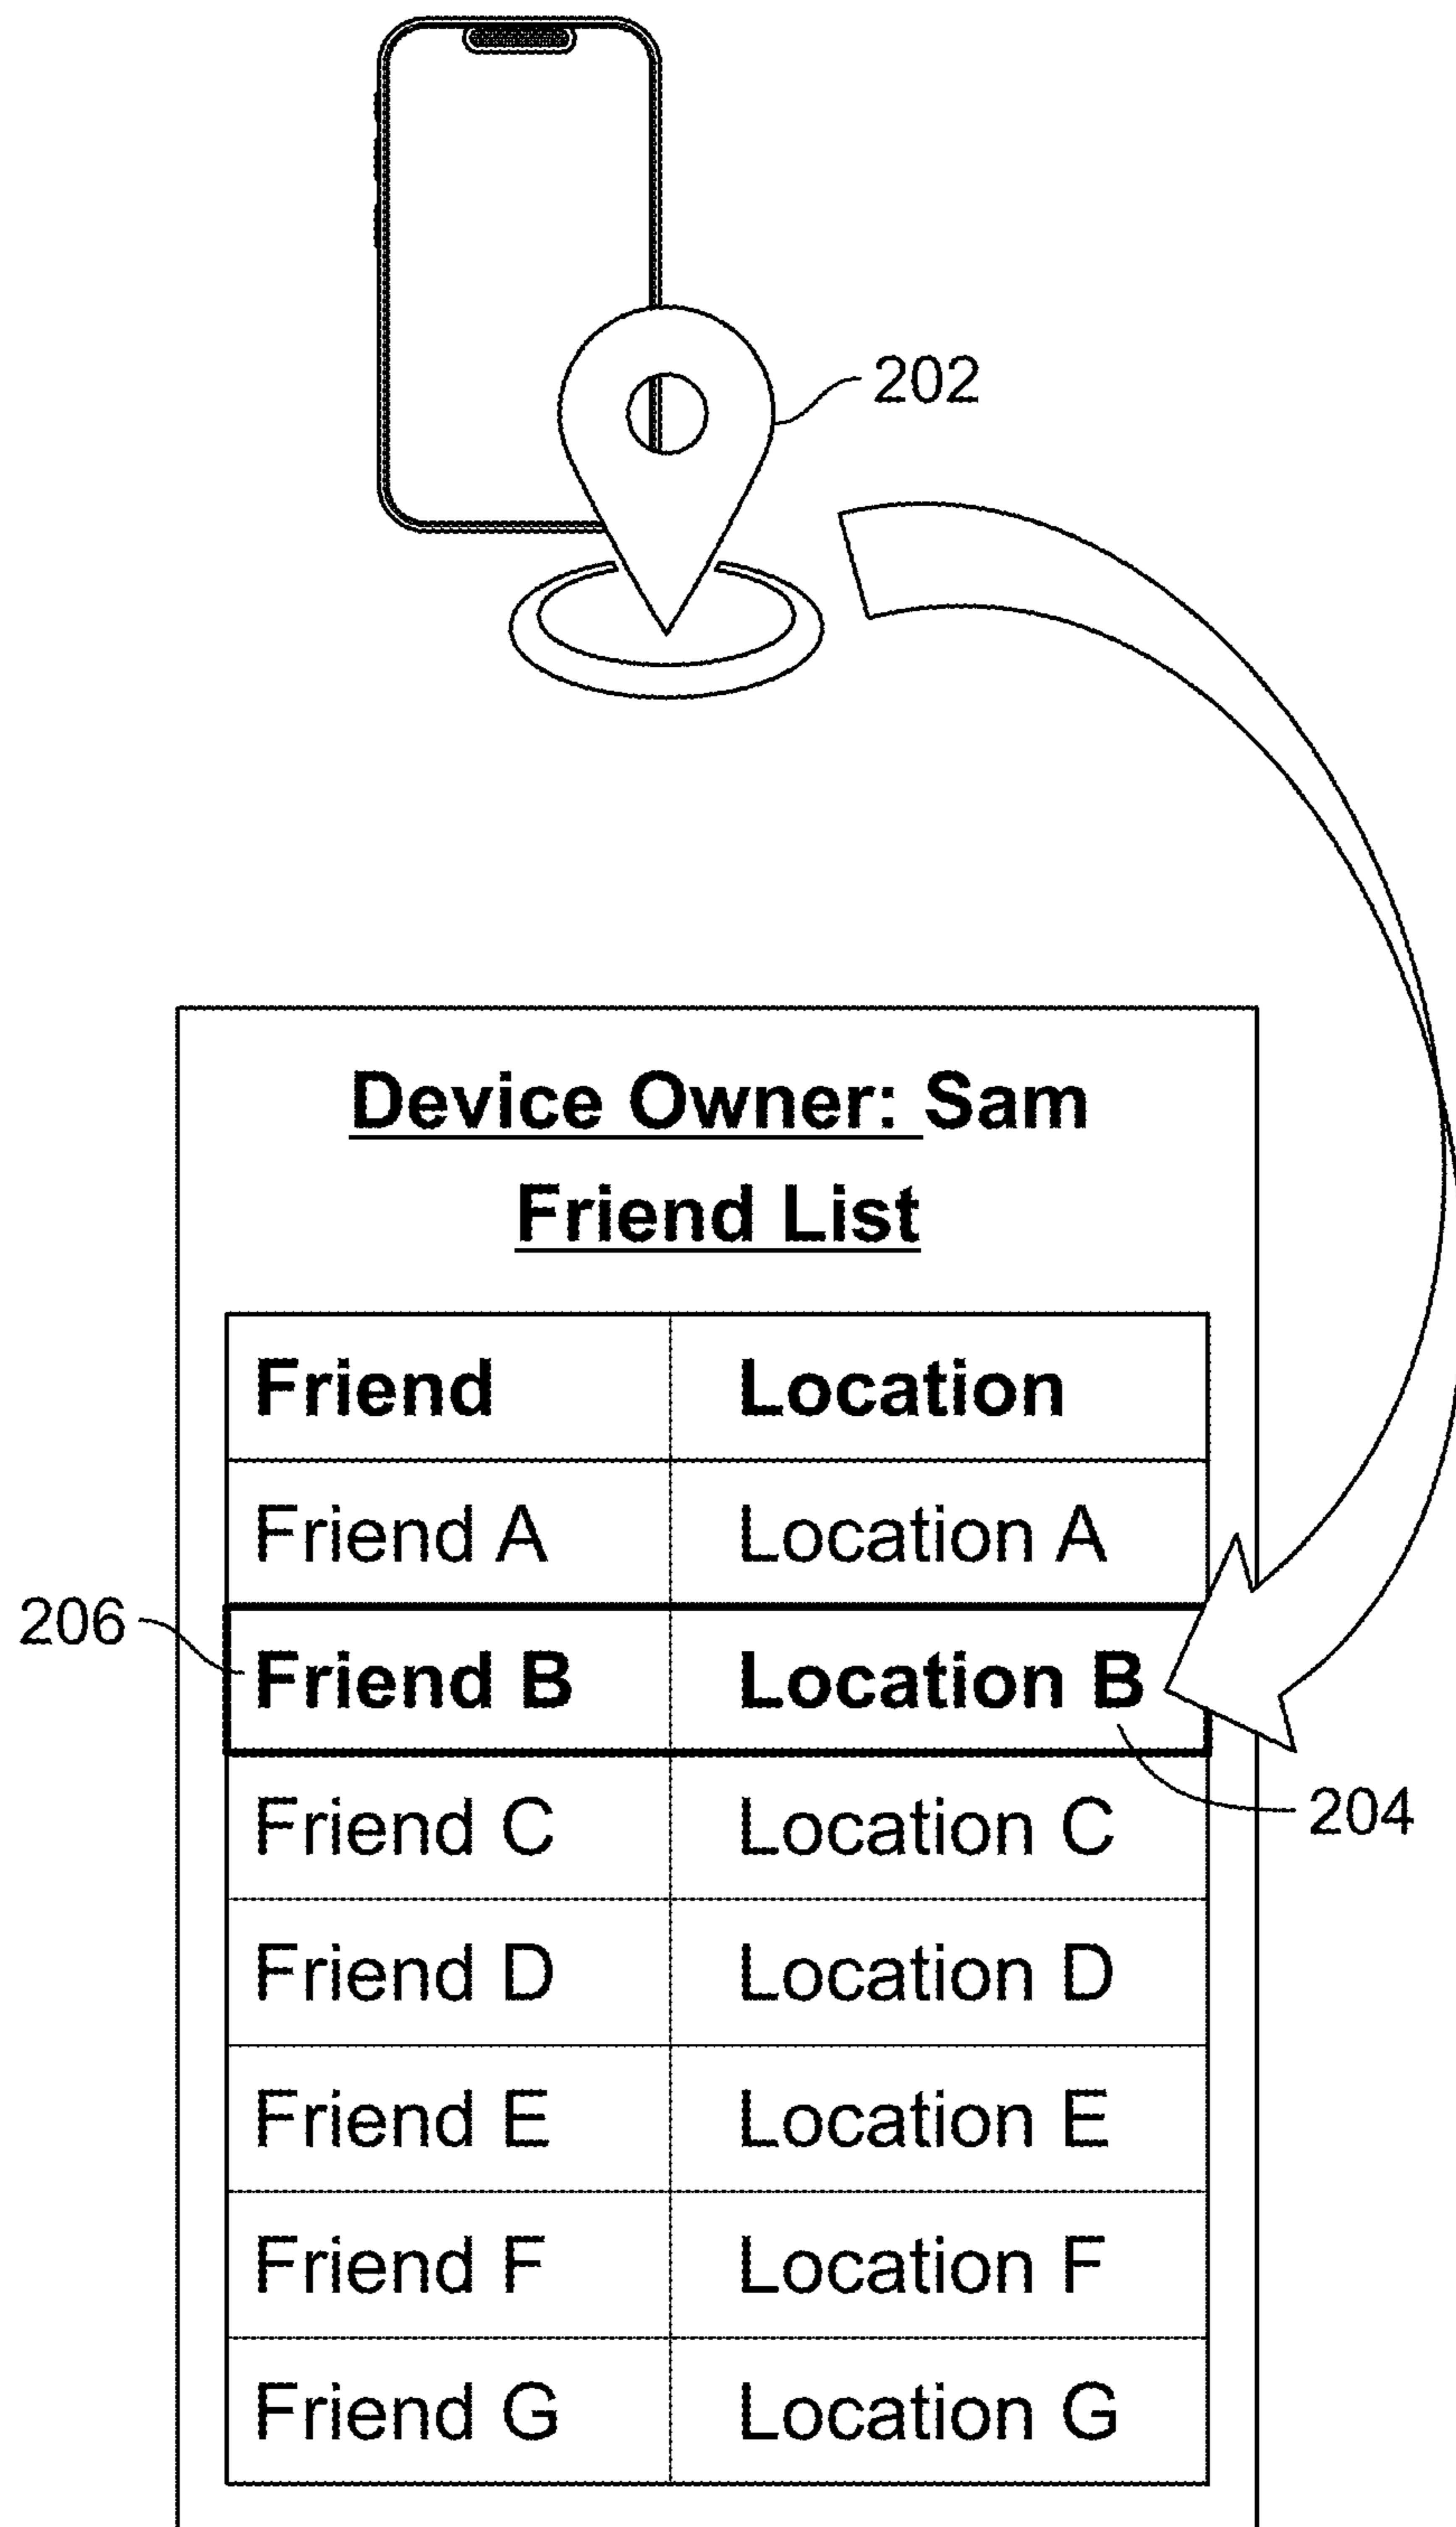 202
Device Owner: Sam
Friend List
Friend Location
Friend A Location A
206
Friend B Location B
204
Friend C Location C
Friend D Location D
Friend E Location E
Friend F Location F
Friend G Location G